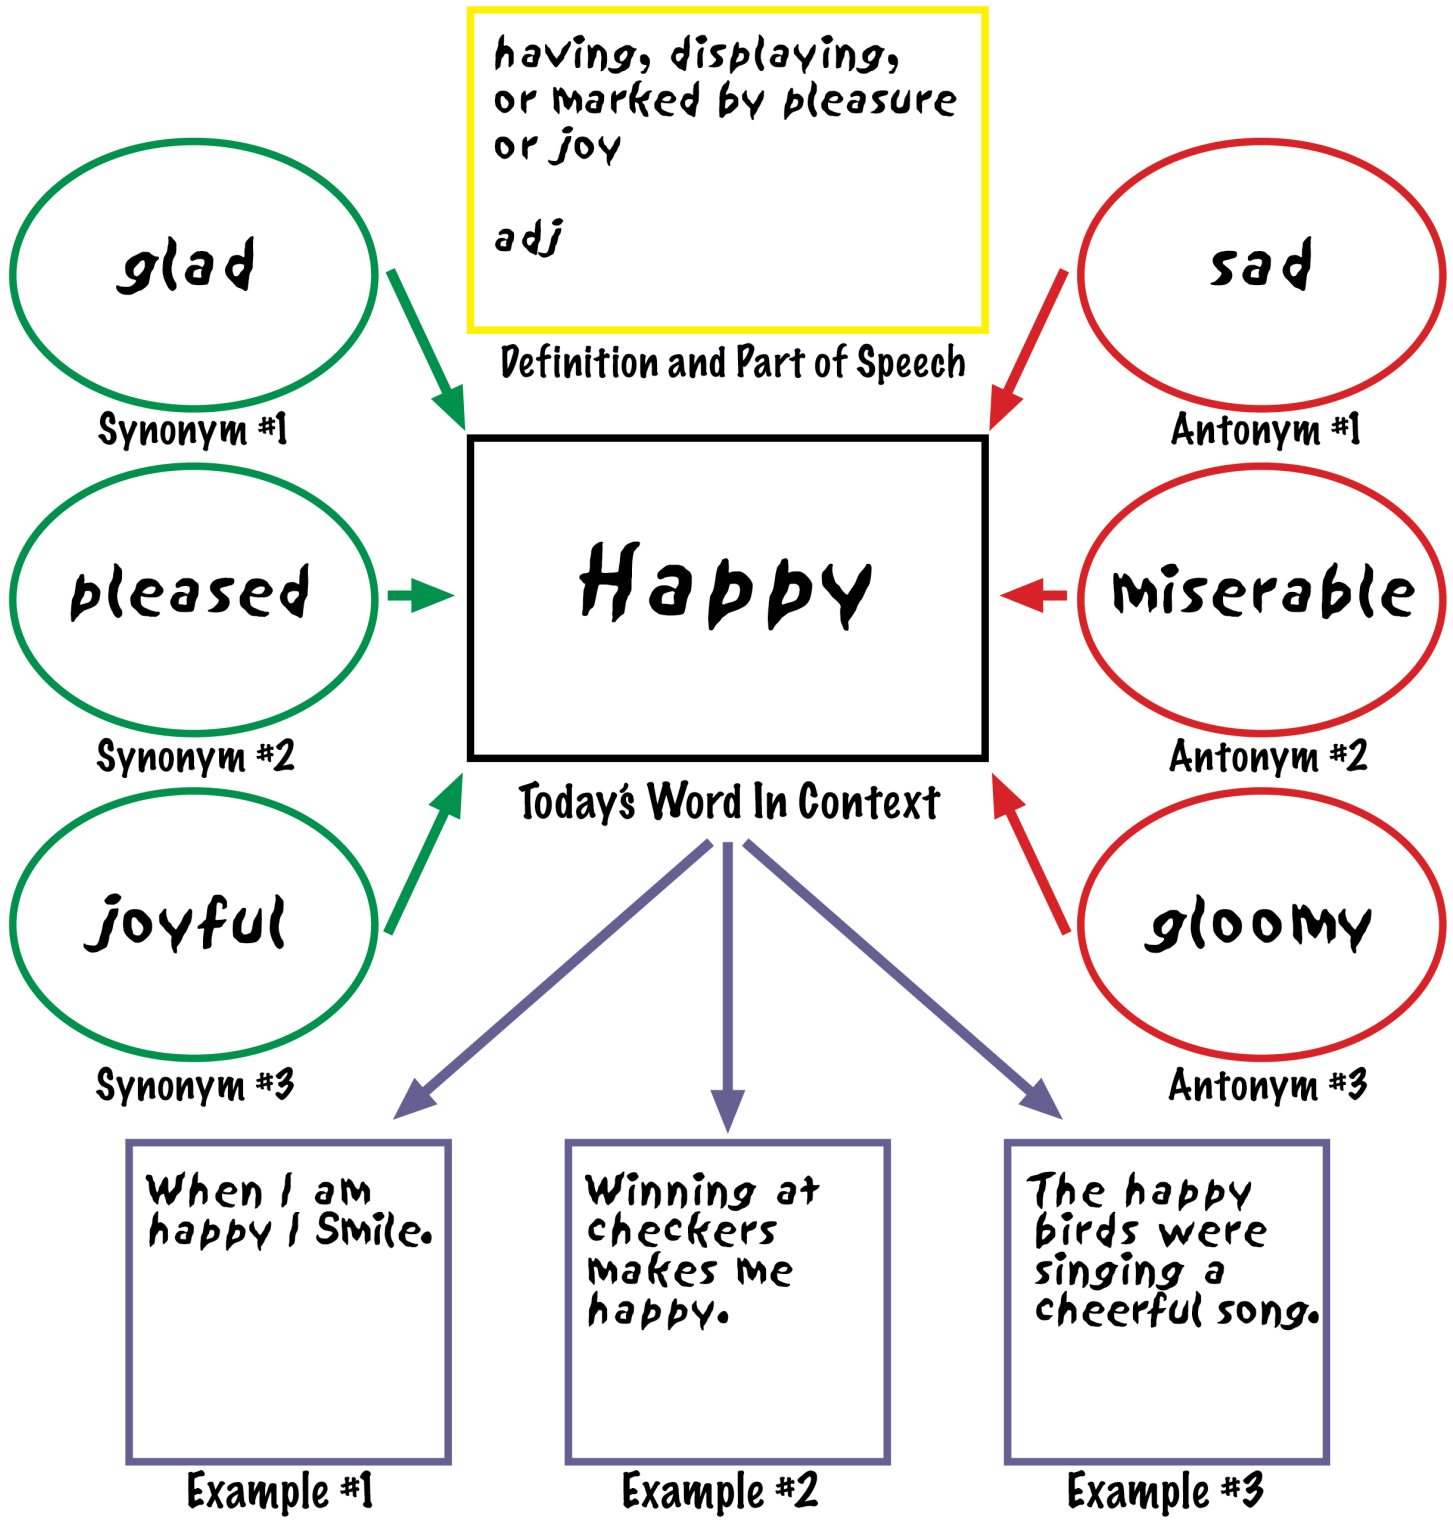 having, displaying,
or marked by pleasure
or joy
adj
Definition and Part of Speech
glad
Synonym #1
pleased
Synonym #2
joyful
Synonym #3
Happy
Today's Word In Context
sad
Antonym #1
miserable
Antonym #2
gloomy
Antonym #3
When I am
happy I Smile.
Example #1
Winning at
checkers
makes me
happy.
Example #2
The happy
birds were
singing a
cheerful song.
Example #3